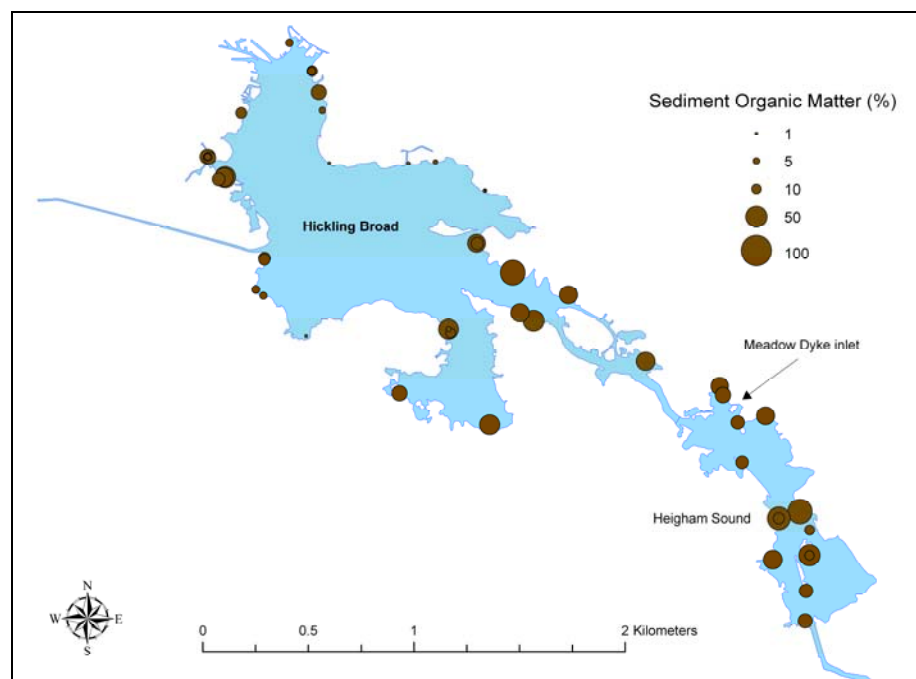 Sediment Organic Matter (%)
1
5
10
50
100
Hickling Broad
Meadow Dyke inlet
Heigham Sound
N
W E
S
0 0.5 1 2 Kilometers